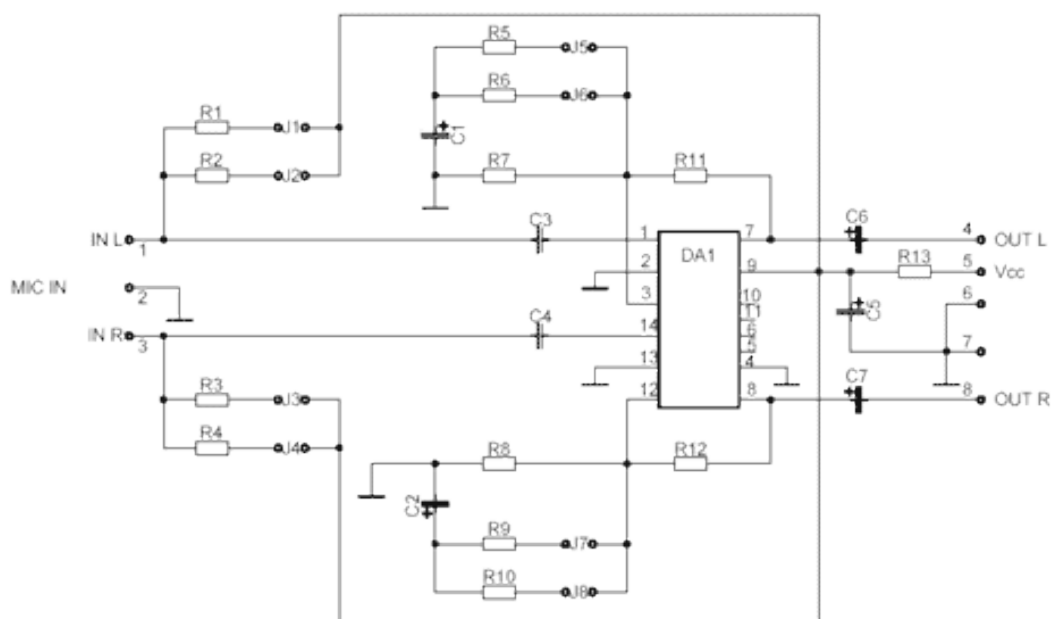 R5 J5
R6 J6
C1
R1 J1
R2 J2
R7 R11
IN L 1
C3
1 7
C6
4 OUT L
DA1
2 9
R13
5 Vcc
MIC IN 2
3 10
11
C5
6
C4
14 6
IN R 3
5
7
13 4
C7
R3 J3
12 8
8 OUT R
R4 J4
R8 R12
C2
R9 J7
R10 J8